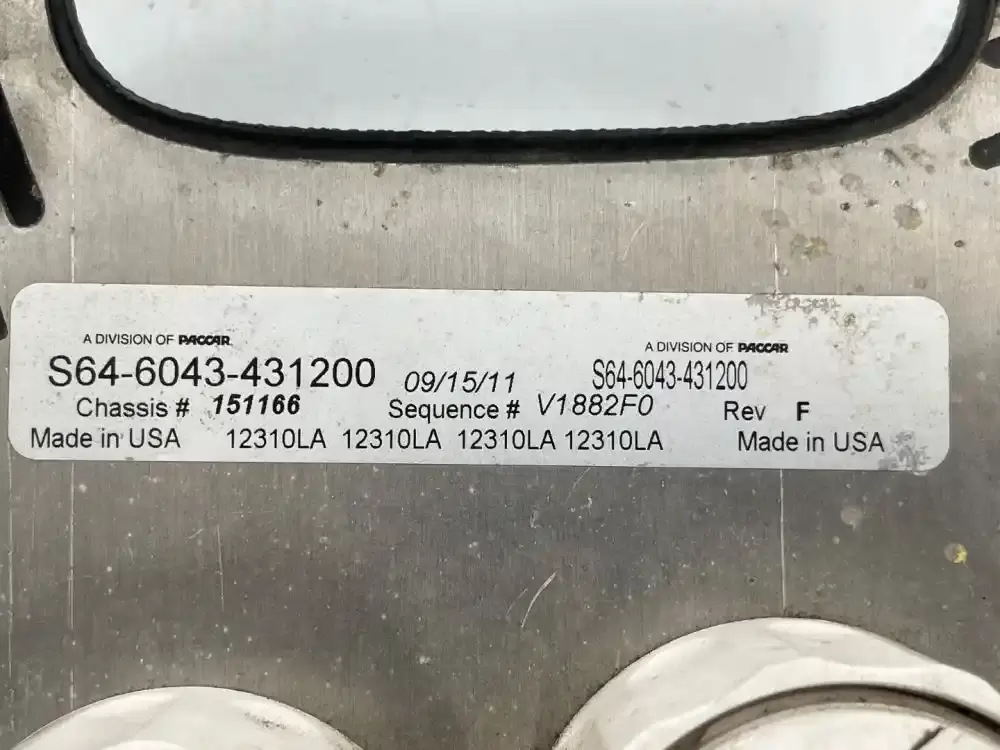 A DIVISION OF PACCAR A DIVISION OF PACCAR
S64-6043-431200 09/15/11 S64-6043-431200
Chassis # 151166 Sequence # V1882F0 Rev F
Made in USA 12310LA 12310LA 12310LA 12310LA Made in USA